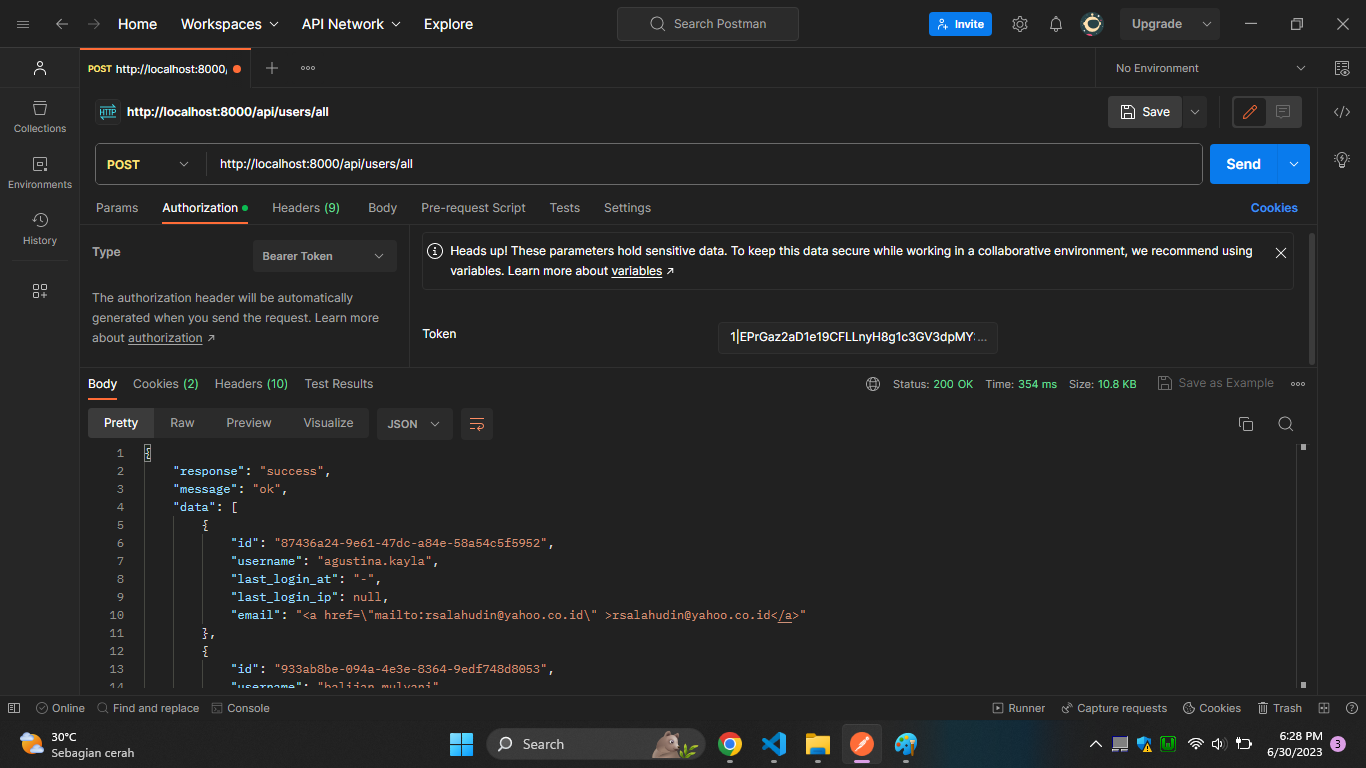 Home Workspaces API Network Explore Search Postman Invite Upgrade
POST http://localhost:8000/ No Environment
HTTP http://localhost:8000/api/users/all Save
POST http://localhost:8000/api/users/all Send
Params Authorization Headers (9) Body Pre-request Script Tests Settings Cookies
Collections
Environments
History
Type Bearer Token
The authorization header will be automatically
generated when you send the request. Learn more
about authorization ↗
Heads up! These parameters hold sensitive data. To keep this data secure while working in a collaborative environment, we recommend using
variables. Learn more about variables ↗
Token 1|EPrGaz2aD1e19CFLLnyH8g1c3GV3dpMY...
Body Cookies (2) Headers (10) Test Results Status: 200 OK Time: 354 ms Size: 10.8 KB Save as Example
Pretty Raw Preview Visualize JSON
1 {
2 "response": "success",
3 "message": "ok",
4 "data": [
5 {
6 "id": "87436a24-9e61-47dc-a84e-58a54c5f5952",
7 "username": "agustina.kayla",
8 "last_login_at": "-",
9 "last_login_ip": null,
10 "email": "<a href=\"mailto:rsalahudin@yahoo.co.id\" >rsalahudin@yahoo.co.id</a>"
11 },
12 {
13 "id": "933ab8be-094a-4e3e-8364-9edf748d8053",
14 "username": "balijan.mulyani"
Online Find and replace Console Runner Capture requests Cookies Trash
30°C
Sebagian cerah
Search
6:28 PM
6/30/2023 3